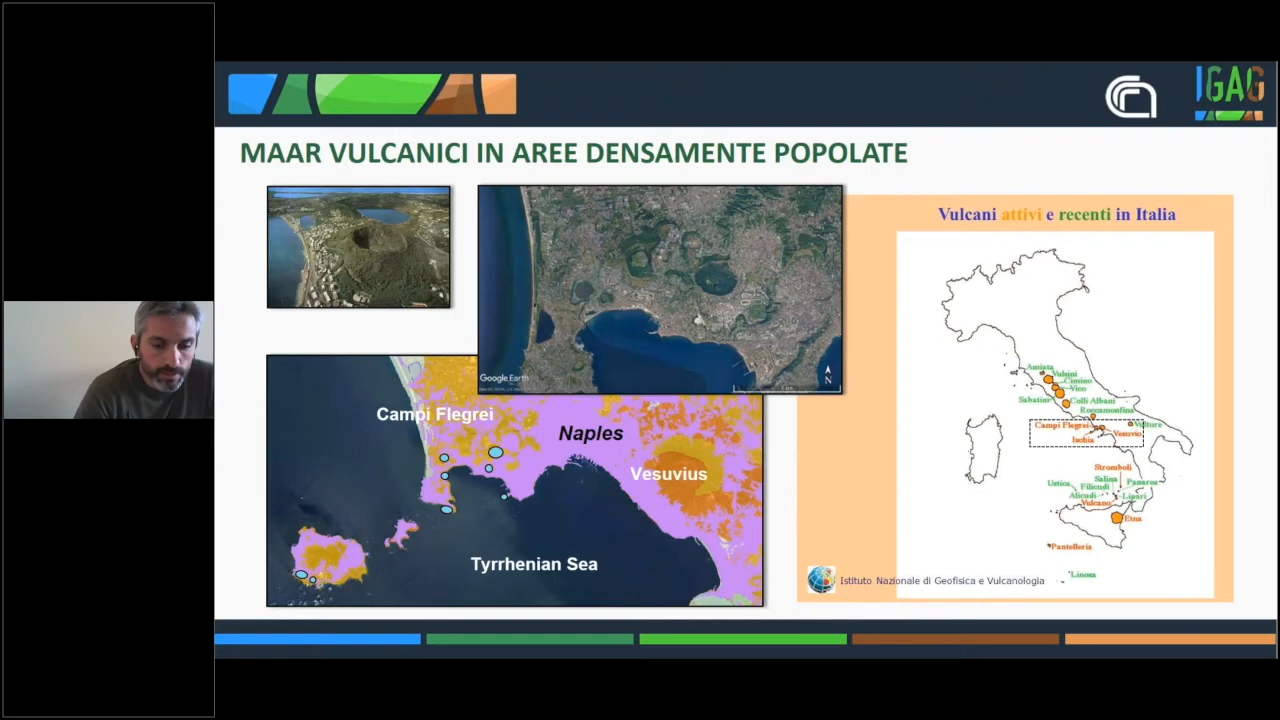 IGAG
MAAR VULCANICI IN AREE DENSAMENTE POPOLATE
Google Earth
N
Campi Flegrei
Naples
Vesuvius
Tyrrhenian Sea
Vulcani attivi e recenti in Italia
Amiata
Vulsini
Cimino
Vico
Sabatini
Colli Albani
Roccamonfina
Campi Flegrei
Vulture
Vesuvio
Ischia
Stromboli
Ustica
Salina
Panarea
Filicudi
Alicudi
Lipari
Vulcano
Etna
Pantelleria
Linosa
Istituto Nazionale di Geofisica e Vulcanologia